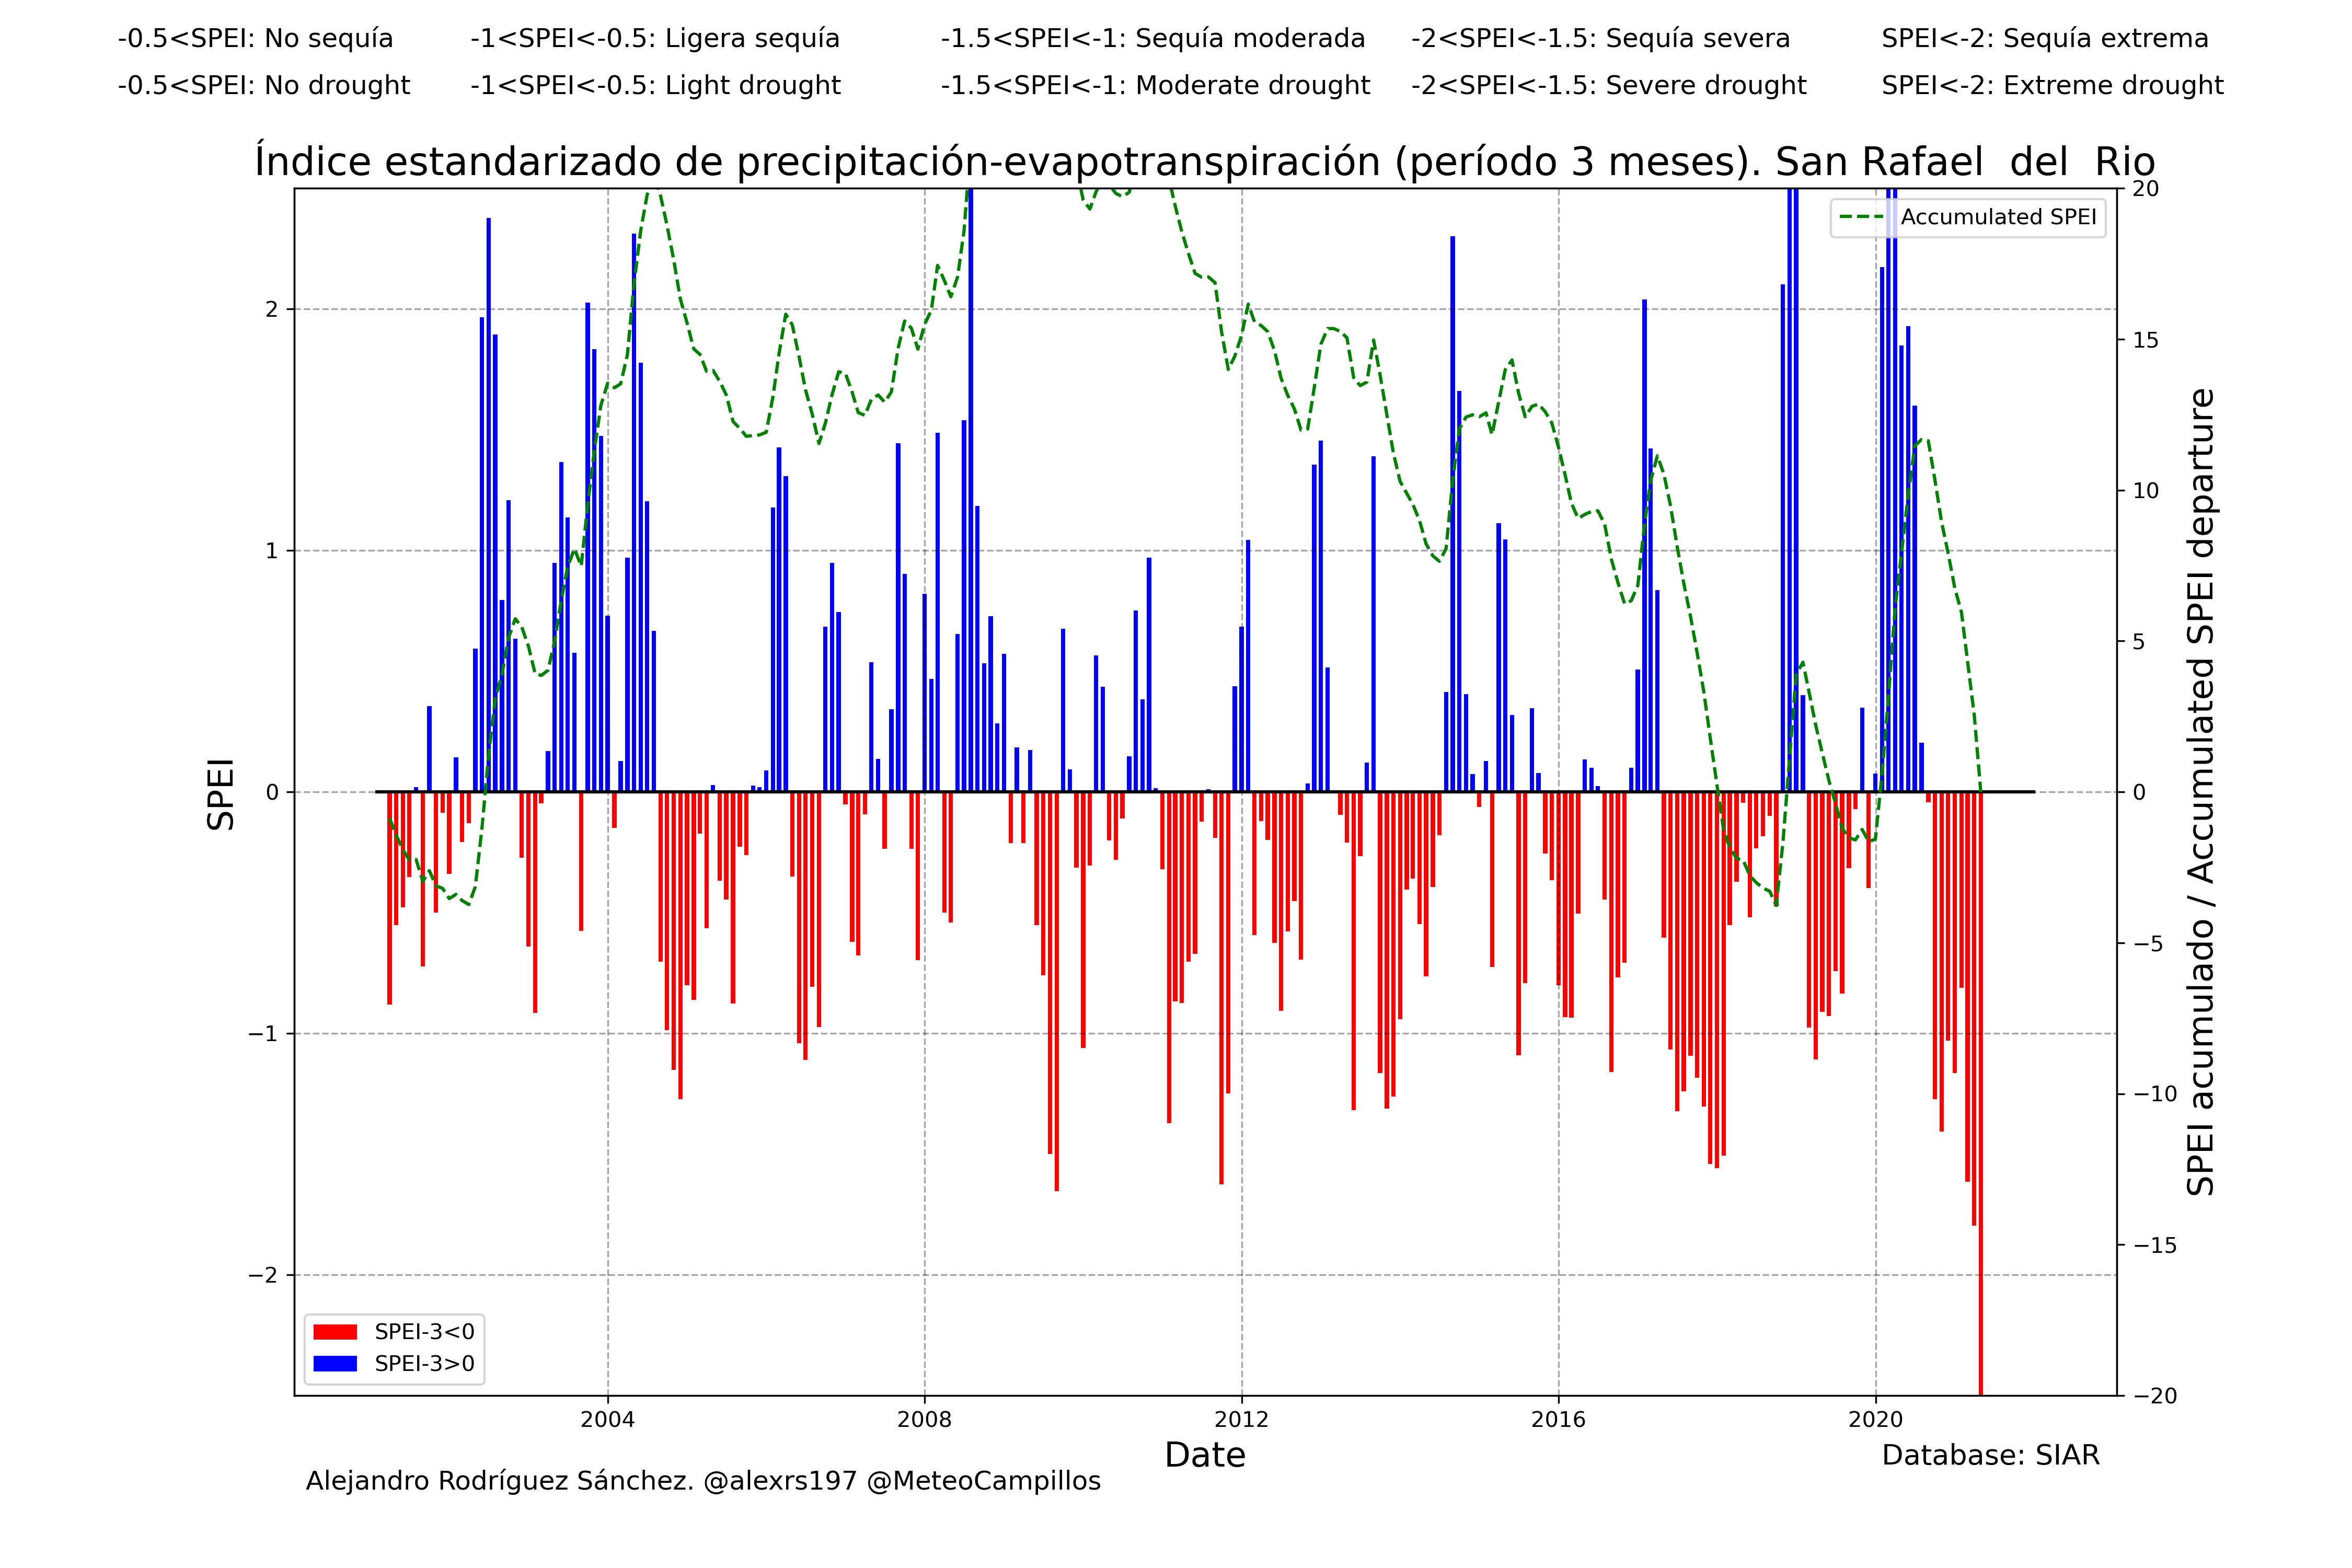 -0.5<SPEI: No sequía -1<SPEI<-0.5: Ligera sequía -1.5<SPEI<-1: Sequía moderada -2<SPEI<-1.5: Sequía severa SPEI<-2: Sequía extrema
-0.5<SPEI: No drought -1<SPEI<-0.5: Light drought -1.5<SPEI<-1: Moderate drought -2<SPEI<-1.5: Severe drought SPEI<-2: Extreme drought
Índice estandarizado de precipitación-evapotranspiración (período 3 meses). San Rafael  del  Rio
Accumulated SPEI
SPEI
2
1
0
−1
−2
20
15
10
5
0
−5
−10
−15
−20
SPEI acumulado / Accumulated SPEI departure
SPEI-3<0
SPEI-3>0
2004 2008 2012 2016 2020
Date
Database: SIAR
Alejandro Rodríguez Sánchez. @alexrs197 @MeteoCampillos